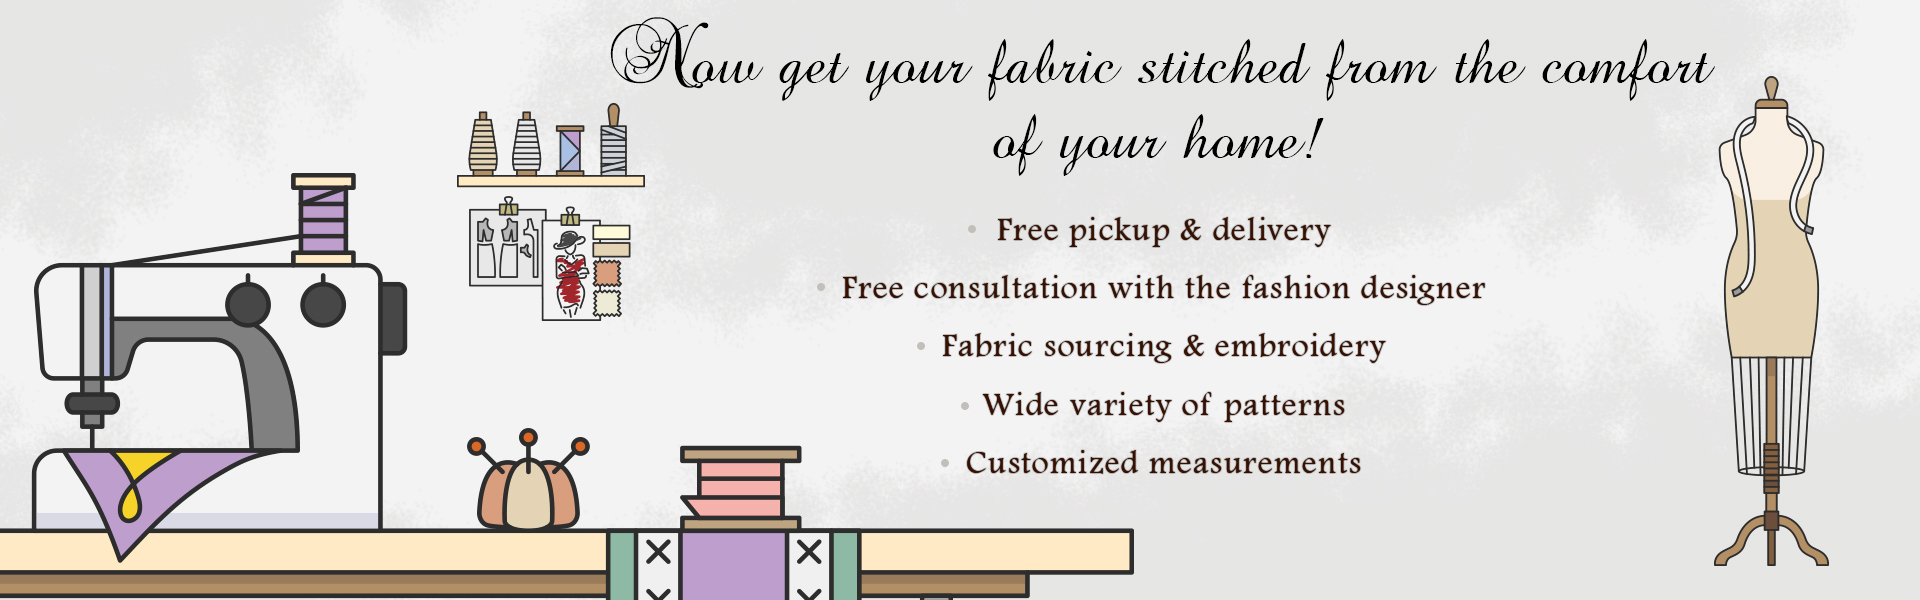 Now get your fabric stitched from the comfort
of your home!
• Free pickup & delivery
• Free consultation with the fashion designer
• Fabric sourcing & embroidery
• Wide variety of patterns
• Customized measurements